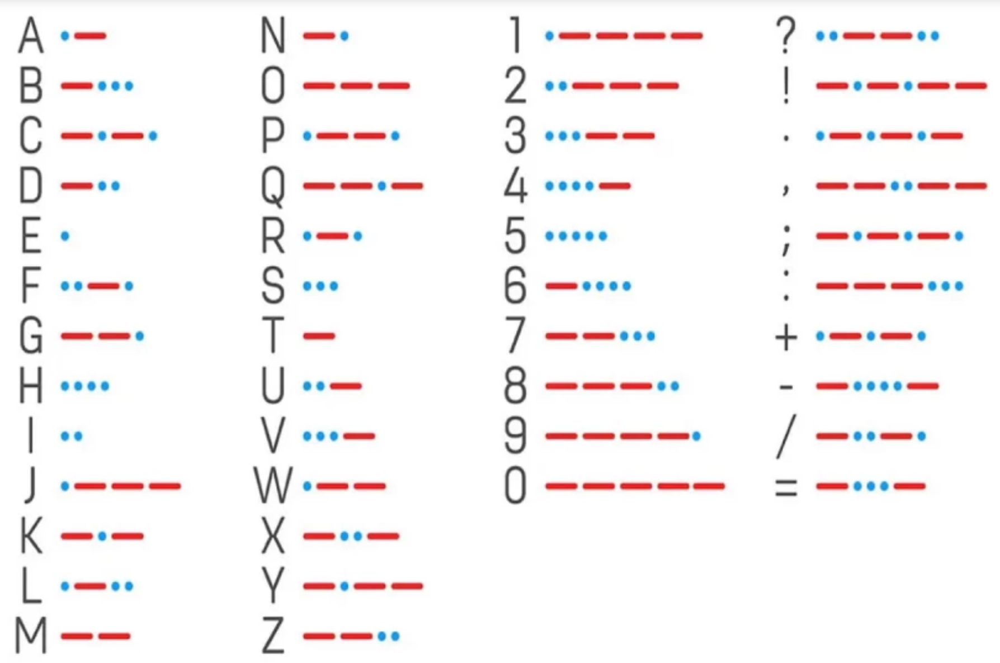 A •— N —• 1 •———— ? ••——••
B —••• O ——— 2 ••——— ! —•—•——
C —•—• P •——• 3 •••—— . •—•—•—
D —•• Q ——•— 4 ••••— , ——••——
E • R •—• 5 ••••• ; —•—•—•
F ••—• S ••• 6 —•••• : ———•••
G ——• T — 7 ——••• + •—•—•
H •••• U ••— 8 ———•• - —••••—
I •• V •••— 9 ————• / —••—•
J •——— W •—— 0 ————— = —•••—
K —•— X —••—
L •—•• Y —•——
M —— Z ——••